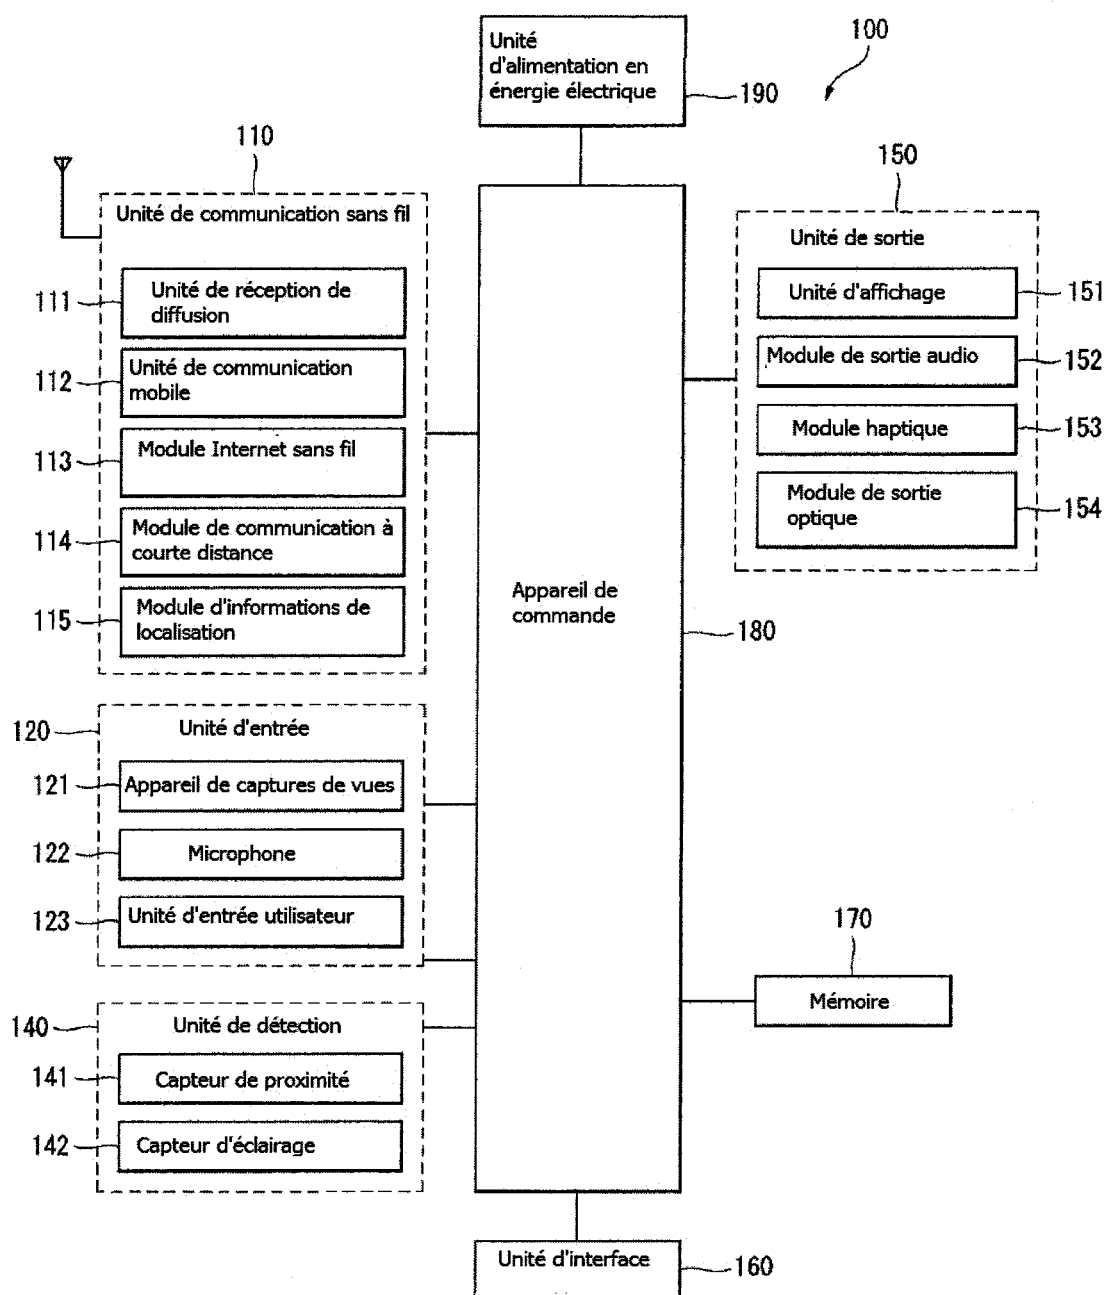 Unité
d'alimentation en
énergie électrique
190
100
110
Unité de communication sans fil
111
Unité de réception de
diffusion
112
Unité de communication
mobile
113
Module Internet sans fil
114
Module de communication à
courte distance
115
Module d'informations de
localisation
120
Unité d'entrée
121
Appareil de captures de vues
122
Microphone
123
Unité d'entrée utilisateur
140
Unité de détection
141
Capteur de proximité
142
Capteur d'éclairage
Appareil de
commande
180
150
Unité de sortie
Unité d'affichage
151
Module de sortie audio
152
Module haptique
153
Module de sortie
optique
154
170
Mémoire
Unité d'interface
160